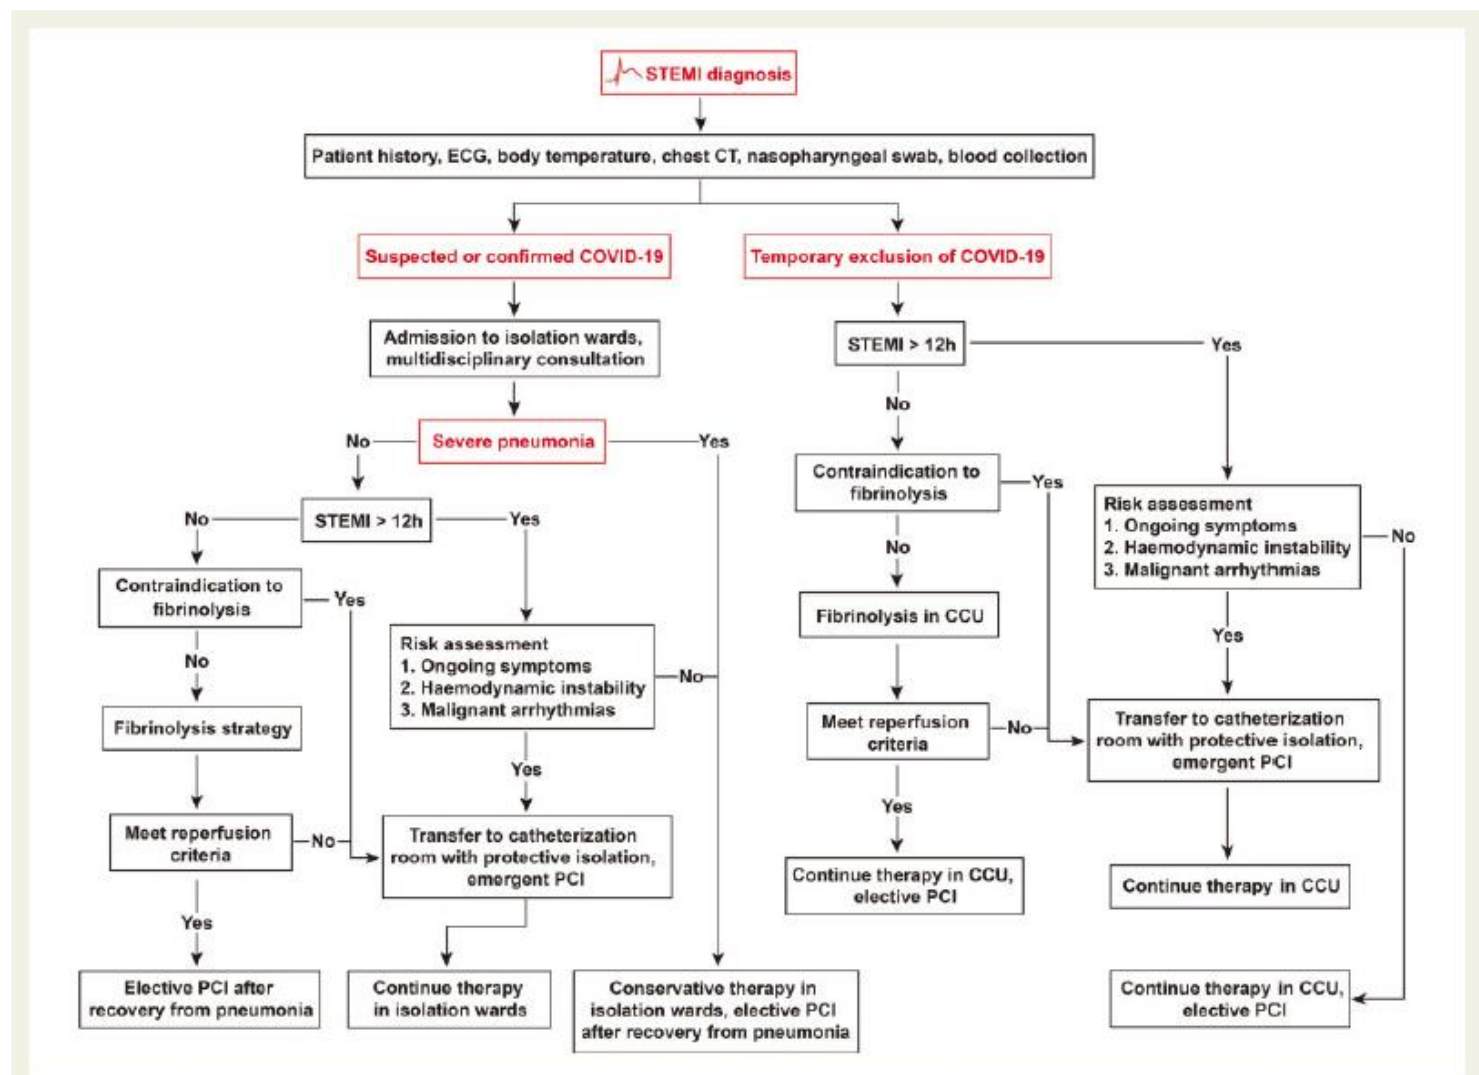 STEMI diagnosis
Patient history, ECG, body temperature, chest CT, nasopharyngeal swab, blood collection
Suspected or confirmed COVID-19
Temporary exclusion of COVID-19
Admission to isolation wards,
multidisciplinary consultation
Severe pneumonia
No
Yes
STEMI > 12h
No
Yes
Contraindication to
fibrinolysis
Yes
No
Fibrinolysis strategy
Meet reperfusion
criteria
No
Yes
Elective PCI after
recovery from pneumonia
Risk assessment
1. Ongoing symptoms
2. Haemodynamic instability
3. Malignant arrhythmias
No
Yes
Transfer to catheterization
room with protective isolation,
emergent PCI
Continue therapy
in isolation wards
Conservative therapy in
isolation wards, elective PCI
after recovery from pneumonia
STEMI > 12h
Yes
No
Contraindication to
fibrinolysis
Yes
No
Fibrinolysis in CCU
Meet reperfusion
criteria
No
Yes
Continue therapy in CCU,
elective PCI
Risk assessment
1. Ongoing symptoms
2. Haemodynamic instability
3. Malignant arrhythmias
No
Yes
Transfer to catheterization
room with protective isolation,
emergent PCI
Continue therapy in CCU
Continue therapy in CCU,
elective PCI